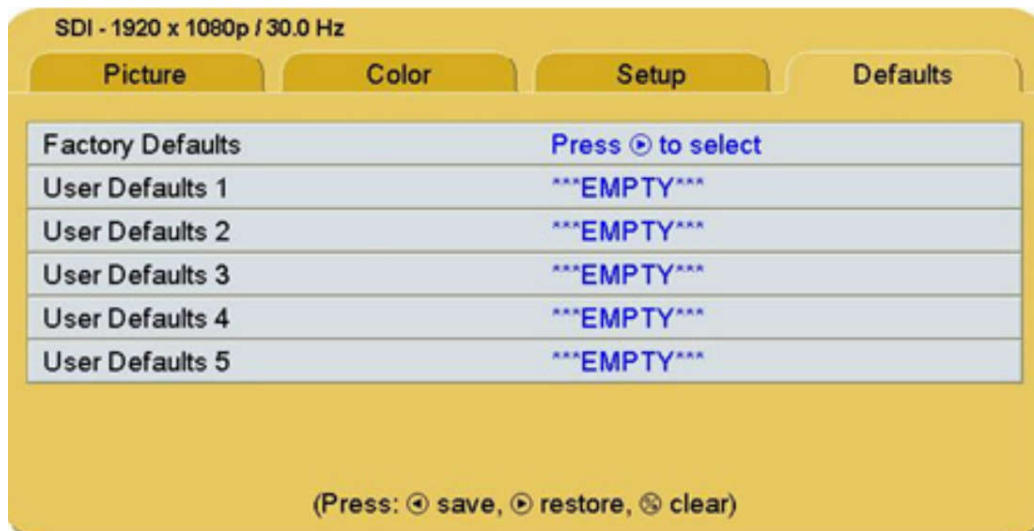 SDI - 1920 x 1080p / 30.0 Hz
Picture Color Setup Defaults
Factory Defaults Press ▶ to select
User Defaults 1 ***EMPTY***
User Defaults 2 ***EMPTY***
User Defaults 3 ***EMPTY***
User Defaults 4 ***EMPTY***
User Defaults 5 ***EMPTY***
(Press: ◀ save, ▶ restore, Ⓢ clear)